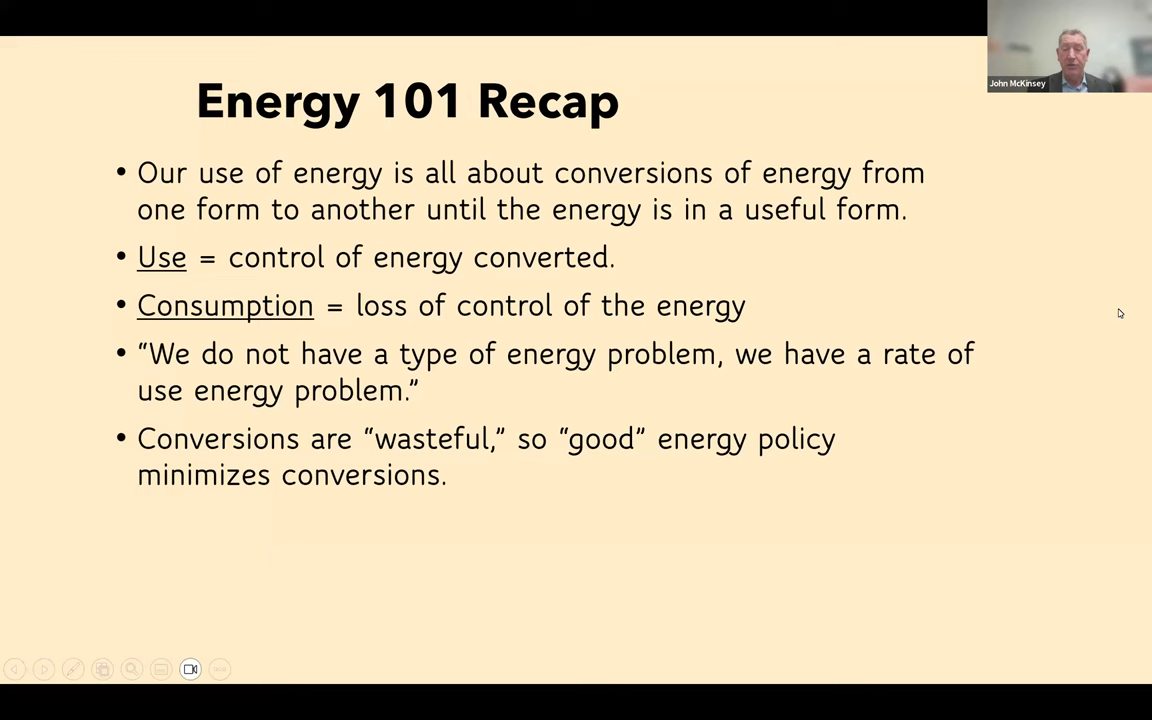 John McKinsey
Energy 101 Recap
• Our use of energy is all about conversions of energy from
one form to another until the energy is in a useful form.
• Use = control of energy converted.
• Consumption = loss of control of the energy
• “We do not have a type of energy problem, we have a rate of
use energy problem.”
• Conversions are “wasteful,” so “good” energy policy
minimizes conversions.